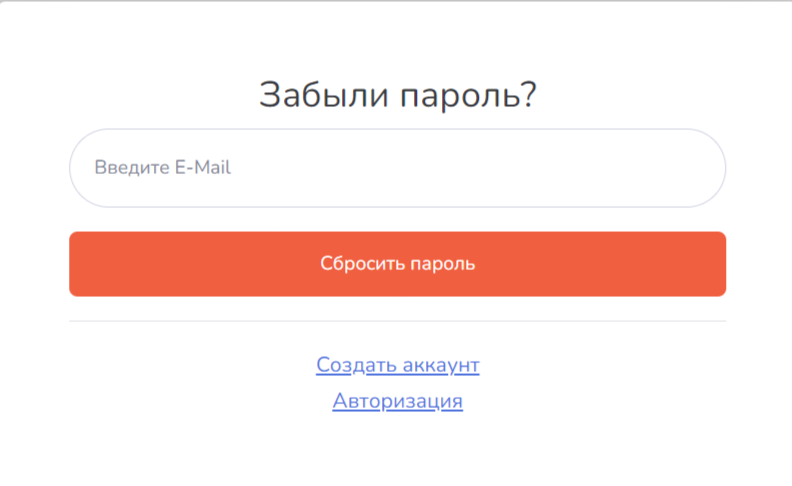 Забыли пароль?
Введите E-Mail
Сбросить пароль
Создать аккаунт
Авторизация